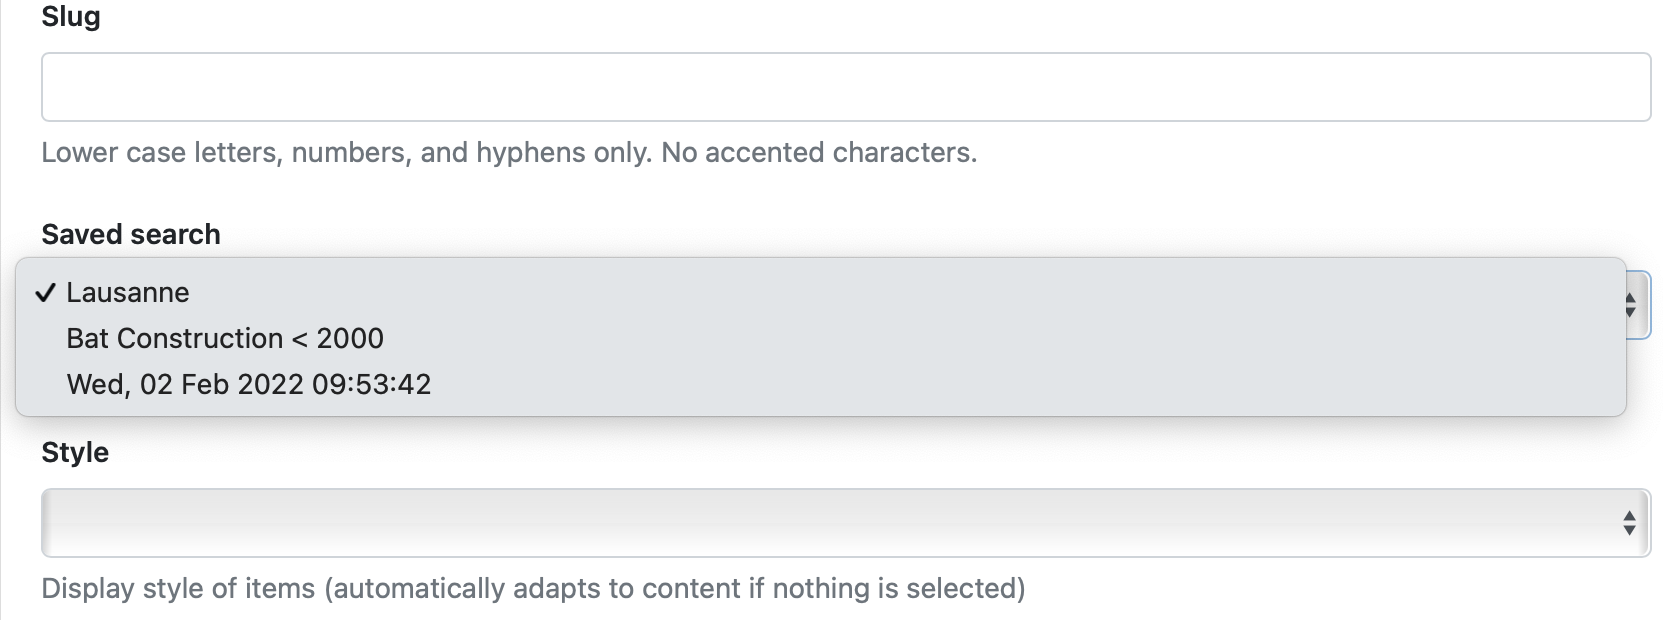 Slug
Lower case letters, numbers, and hyphens only. No accented characters.
Saved search
✓ Lausanne
Bat Construction < 2000
Wed, 02 Feb 2022 09:53:42
Style
Display style of items (automatically adapts to content if nothing is selected)